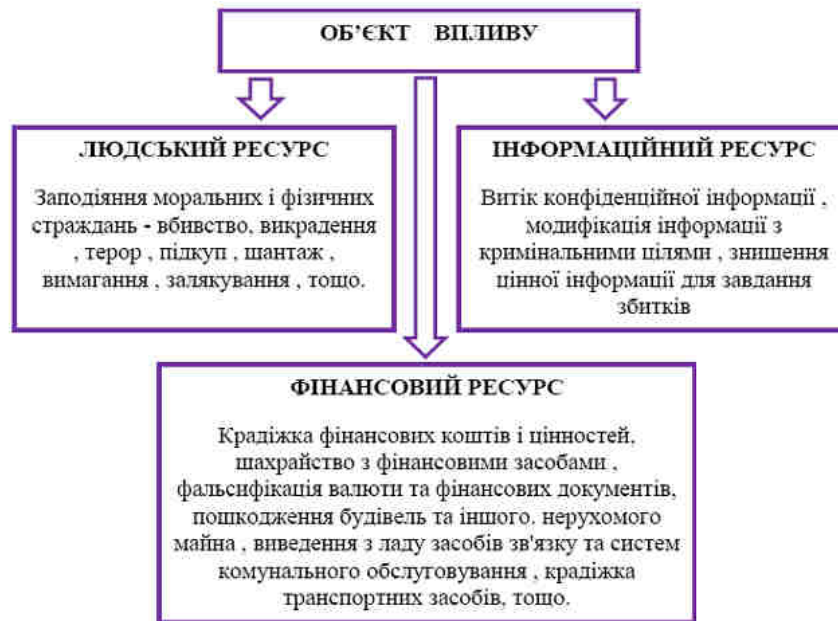 ОБ’ЄКТ ВПЛИВУ
ЛЮДСЬКИЙ РЕСУРС
Заподіяння моральних і фізичних
страждань - вбивство, викрадення
, терор , підкуп , шантаж ,
вимагання , залякування , тощо.
ІНФОРМАЦІЙНИЙ РЕСУРС
Витік конфіденційної інформації ,
модифікація інформації з
кримінальними цілями , знишення
цінної інформації для завдання
збитків
ФІНАНСОВИЙ РЕСУРС
Крадіжка фінансових коштів і цінностей,
шахрайство з фінансовими засобами ,
фальсифікація валюти та фінансових документів,
пошкодження будівель та іншого. нерухомого
майна , виведення з ладу засобів зв'язку та систем
комунального обслуговування , крадіжка
транспортних засобів, тощо.